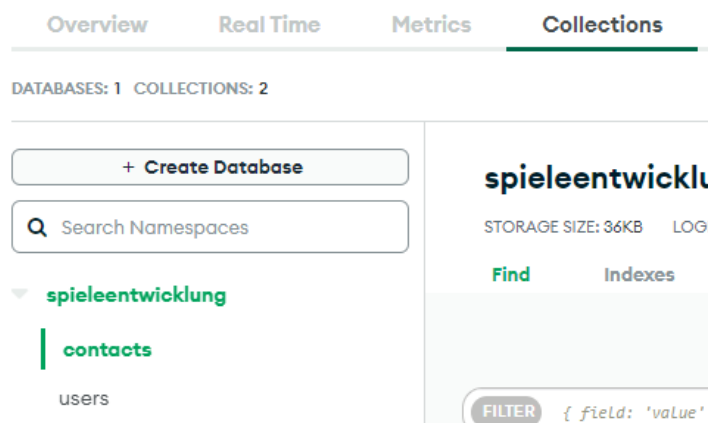 Overview Real Time Metrics Collections
DATABASES: 1 COLLECTIONS: 2
+ Create Database
Search Namespaces
spieleentwicklung
contacts
users
spieleentwicklu
STORAGE SIZE: 36KB LOG
Find Indexes
FILTER { field: 'value'